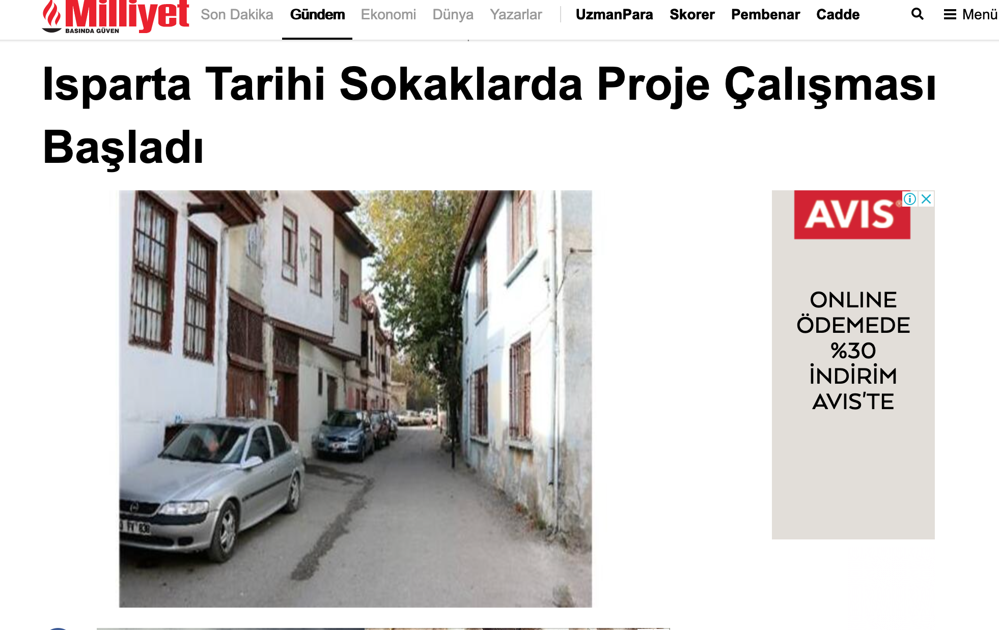 Milliyet
BASINDA GÜVEN
Son Dakika Gündem Ekonomi Dünya Yazarlar UzmanPara Skorer Pembenar Cadde Menü
Isparta Tarihi Sokaklarda Proje Çalışması
Başladı
AVIS
ONLINE
ÖDEMEDE
%30
İNDİRİM
AVIS'TE